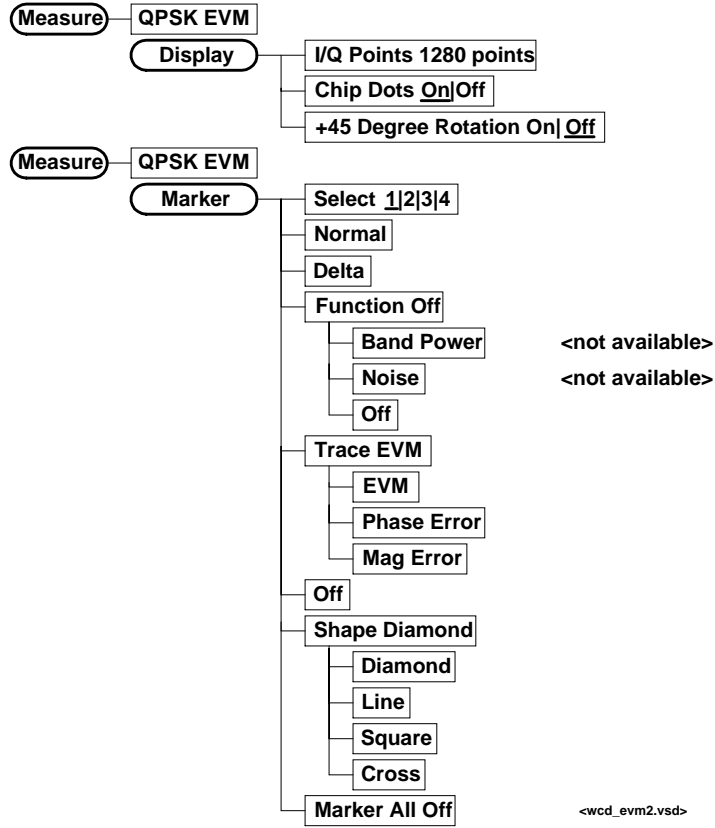 Measure QPSK EVM
Display I/Q Points 1280 points
Chip Dots On|Off
+45 Degree Rotation On| Off
Measure QPSK EVM
Marker Select 1|2|3|4
Normal
Delta
Function Off
Band Power <not available>
Noise <not available>
Off
Trace EVM
EVM
Phase Error
Mag Error
Off
Shape Diamond
Diamond
Line
Square
Cross
Marker All Off <wcd_evm2.vsd>